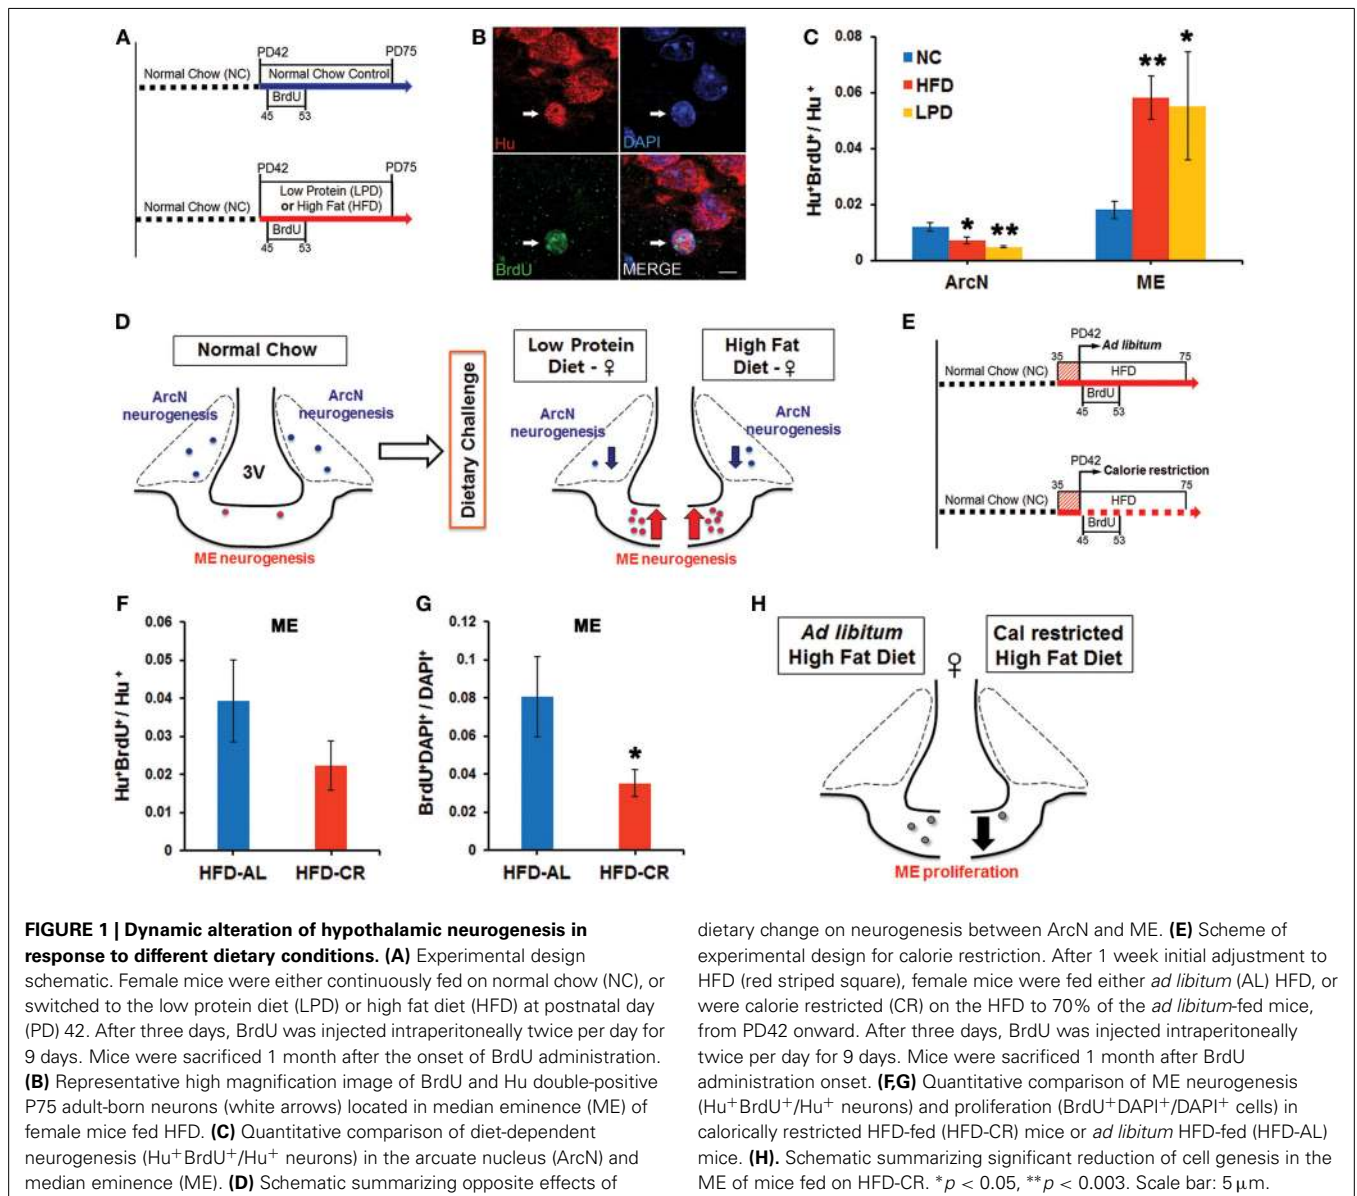 A
PD42
PD75
Normal Chow (NC)
Normal Chow Control
BrdU
45
53
PD42
PD75
Normal Chow (NC)
Low Protein (LPD)
or High Fat (HFD)
BrdU
45
53
B
Hu
DAPI
BrdU
MERGE
C
Hu⁺BrdU⁺/ Hu⁺
0.08
0.06
0.04
0.02
0
NC
HFD
LPD
*
**
**
*
ArcN
ME
D
Normal Chow
ArcN
neurogenesis
ArcN
neurogenesis
3V
ME neurogenesis
Dietary Challenge
Low Protein
Diet - ♀
High Fat
Diet - ♀
ArcN
neurogenesis
ArcN
neurogenesis
ME neurogenesis
E
PD42
35
Ad libitum
75
Normal Chow (NC)
HFD
BrdU
45
53
PD42
35
Calorie restriction
75
Normal Chow (NC)
HFD
BrdU
45
53
F
ME
Hu⁺BrdU⁺/ Hu⁺
0.06
0.05
0.04
0.03
0.02
0.01
0
HFD-AL
HFD-CR
G
ME
BrdU⁺DAPI⁺/ DAPI⁺
0.12
0.1
0.08
0.06
0.04
0.02
0
*
HFD-AL
HFD-CR
H
Ad libitum
High Fat Diet
♀
Cal restricted
High Fat Diet
ME proliferation
FIGURE 1 | Dynamic alteration of hypothalamic neurogenesis in
response to different dietary conditions. (A) Experimental design
schematic. Female mice were either continuously fed on normal chow (NC), or
switched to the low protein diet (LPD) or high fat diet (HFD) at postnatal day
(PD) 42. After three days, BrdU was injected intraperitoneally twice per day for
9 days. Mice were sacrificed 1 month after the onset of BrdU administration.
(B) Representative high magnification image of BrdU and Hu double-positive
P75 adult-born neurons (white arrows) located in median eminence (ME) of
female mice fed HFD. (C) Quantitative comparison of diet-dependent
neurogenesis (Hu⁺BrdU⁺/Hu⁺ neurons) in the arcuate nucleus (ArcN) and
median eminence (ME). (D) Schematic summarizing opposite effects of
dietary change on neurogenesis between ArcN and ME. (E) Scheme of
experimental design for calorie restriction. After 1 week initial adjustment to
HFD (red striped square), female mice were fed either ad libitum (AL) HFD, or
were calorie restricted (CR) on the HFD to 70% of the ad libitum-fed mice,
from PD42 onward. After three days, BrdU was injected intraperitoneally
twice per day for 9 days. Mice were sacrificed 1 month after BrdU
administration onset. (F,G) Quantitative comparison of ME neurogenesis
(Hu⁺BrdU⁺/Hu⁺ neurons) and proliferation (BrdU⁺DAPI⁺/DAPI⁺ cells) in
calorically restricted HFD-fed (HFD-CR) mice or ad libitum HFD-fed (HFD-AL)
mice. (H). Schematic summarizing significant reduction of cell genesis in the
ME of mice fed on HFD-CR. *p < 0.05, **p < 0.003. Scale bar: 5 μm.